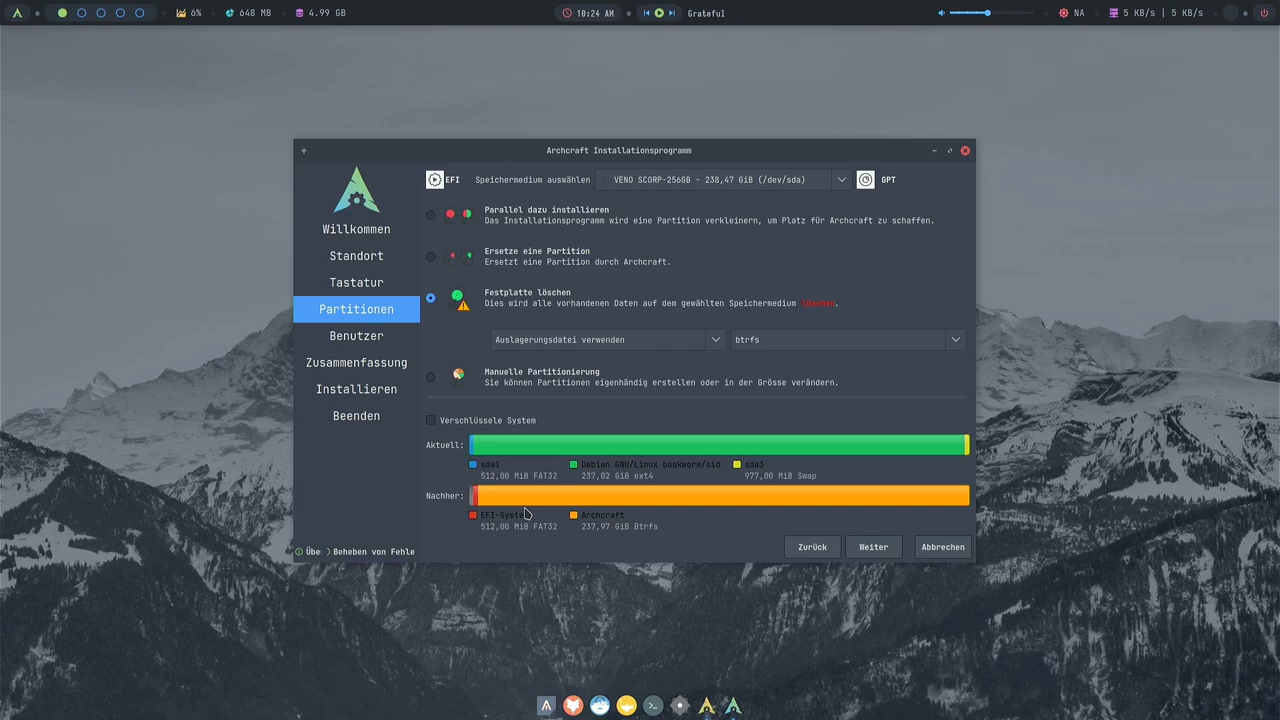 6%
648 MB
4.99 GB
10:24 AM
Grateful
NA
5 KB/s | 5 KB/s
Archcraft Installationsprogramm
Willkommen
Standort
Tastatur
Partitionen
Benutzer
Zusammenfassung
Installieren
Beenden
Übe
Beheben von Fehle
EFI
Speichermedium auswählen
VENO SCORP-256GB - 238,47 GiB (/dev/sda)
GPT
Parallel dazu installieren
Das Installationsprogramm wird eine Partition verkleinern, um Platz für Archcraft zu schaffen.
Ersetze eine Partition
Ersetzt eine Partition durch Archcraft.
Festplatte löschen
Dies wird alle vorhandenen Daten auf dem gewählten Speichermedium löschen.
Auslagerungsdatei verwenden
btrfs
Manuelle Partitionierung
Sie können Partitionen eigenhändig erstellen oder in der Grösse verändern.
Verschlüssele System
Aktuell:
sda1
512,00 MiB FAT32
Debian GNU/Linux bookworm/sid
237,02 GiB ext4
sda3
977,00 MiB Swap
Nachher:
EFI-System
512,00 MiB FAT32
Archcraft
237,97 GiB Btrfs
Zurück
Weiter
Abbrechen